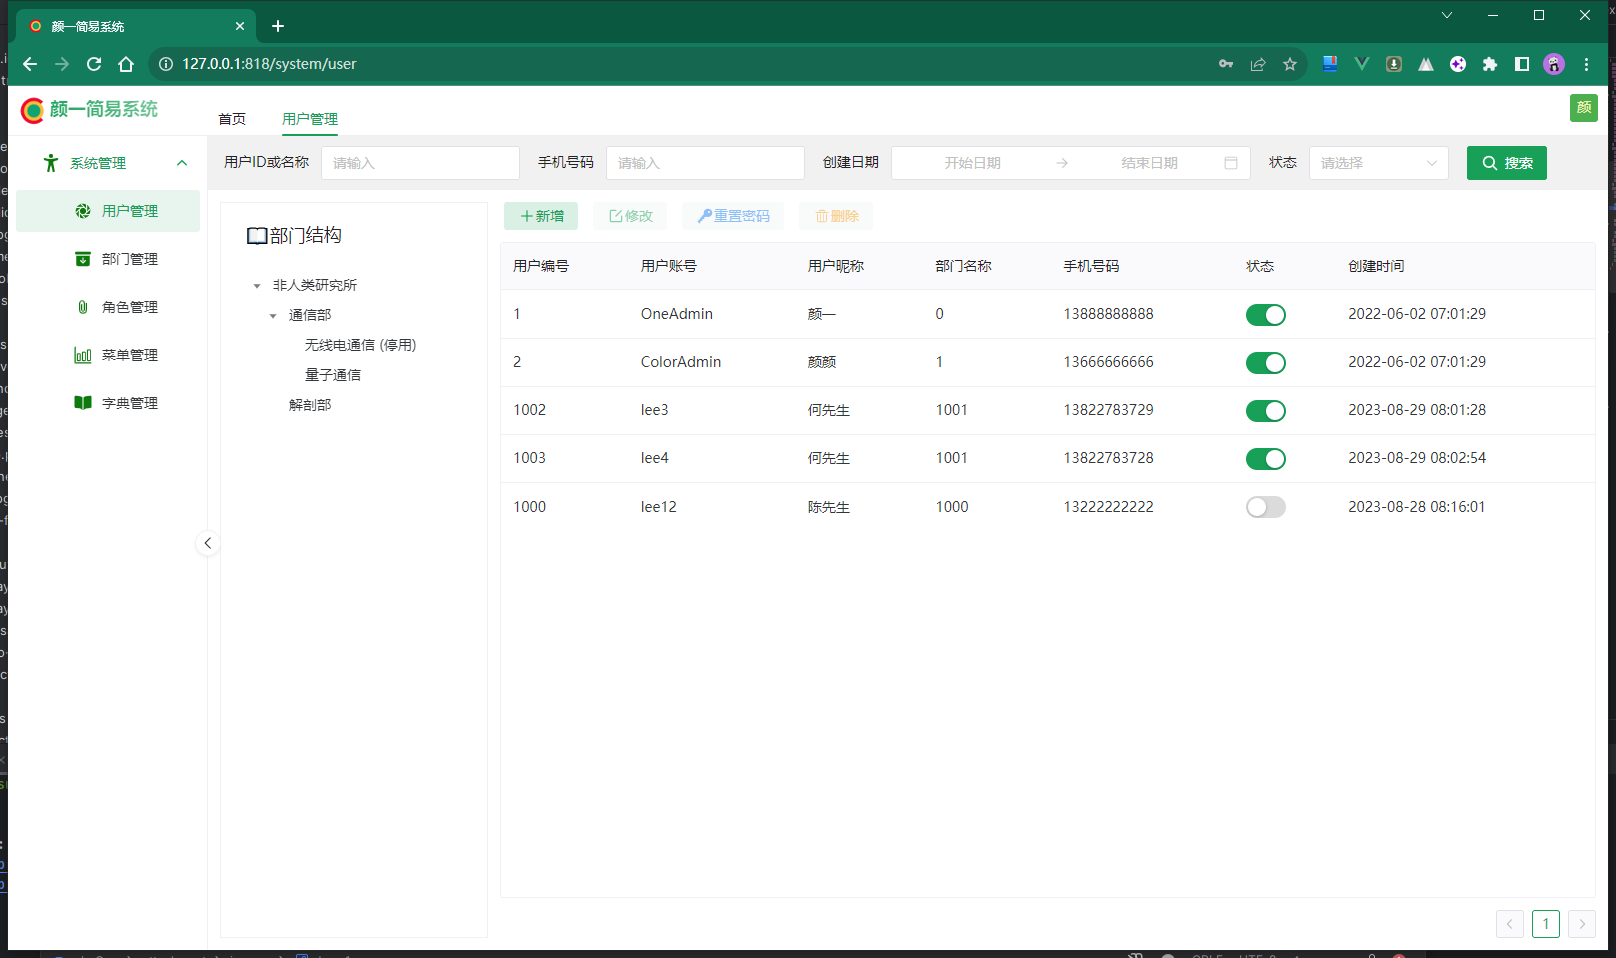 颜一简易系统
127.0.0.1:818/system/user
颜一简易系统
首页
用户管理
颜
系统管理
用户管理
部门管理
角色管理
菜单管理
字典管理
用户ID或名称 请输入 手机号码 请输入 创建日期 开始日期 结束日期 状态 请选择 搜索
部门结构
非人类研究所
通信部
无线电通信 (停用)
量子通信
解剖部
新增 修改 重置密码 删除
用户编号 用户账号 用户昵称 部门名称 手机号码 状态 创建时间
1 OneAdmin 颜一 0 13888888888 2022-06-02 07:01:29
2 ColorAdmin 颜颜 1 13666666666 2022-06-02 07:01:29
1002 lee3 何先生 1001 13822783729 2023-08-29 08:01:28
1003 lee4 何先生 1001 13822783728 2023-08-29 08:02:54
1000 lee12 陈先生 1000 13222222222 2023-08-28 08:16:01
1